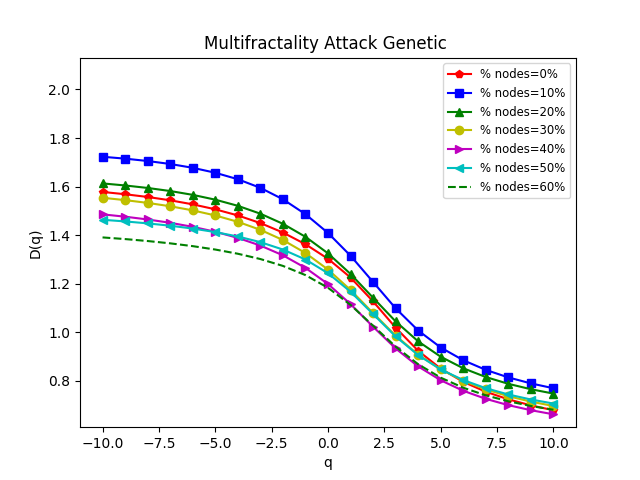 Multifractality Attack Genetic
% nodes=0%
% nodes=10%
% nodes=20%
% nodes=30%
% nodes=40%
% nodes=50%
% nodes=60%
D(q)
2.0
1.8
1.6
1.4
1.2
1.0
0.8
−10.0 −7.5 −5.0 −2.5 0.0 2.5 5.0 7.5 10.0
q